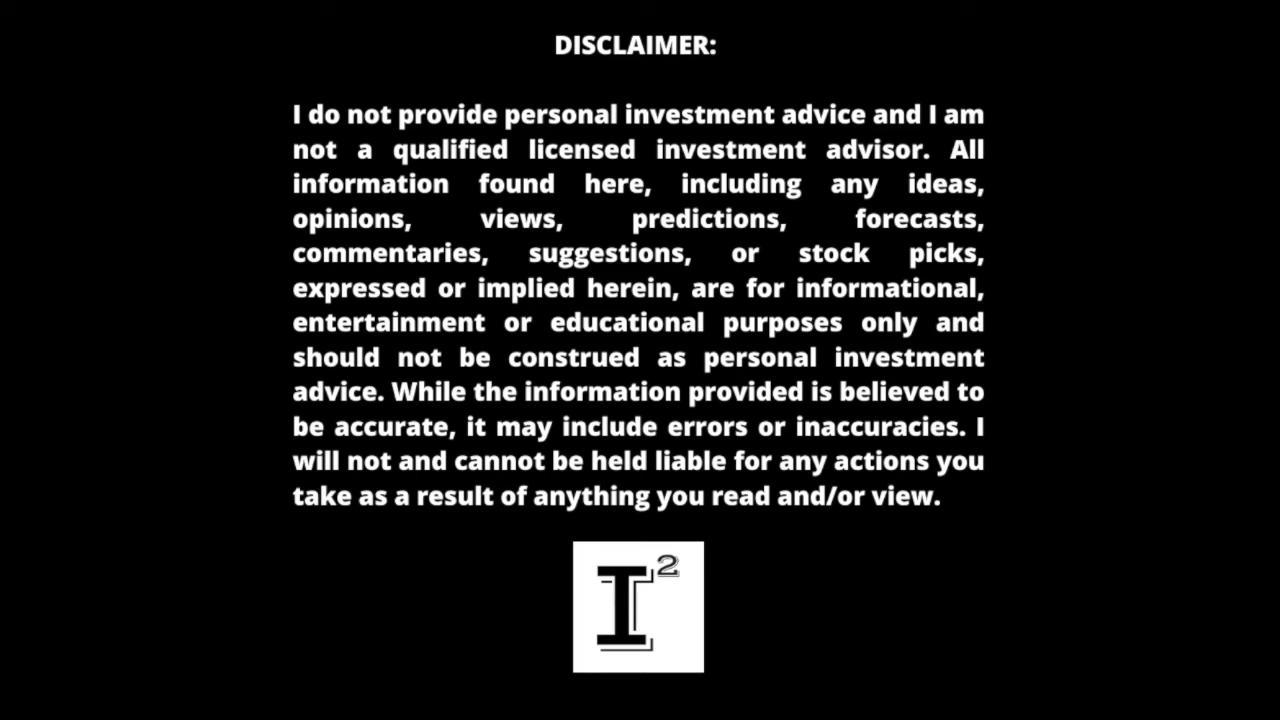 DISCLAIMER:
I do not provide personal investment advice and I am
not a qualified licensed investment advisor. All
information found here, including any ideas,
opinions, views, predictions, forecasts,
commentaries, suggestions, or stock picks,
expressed or implied herein, are for informational,
entertainment or educational purposes only and
should not be construed as personal investment
advice. While the information provided is believed to
be accurate, it may include errors or inaccuracies. I
will not and cannot be held liable for any actions you
take as a result of anything you read and/or view.
I²